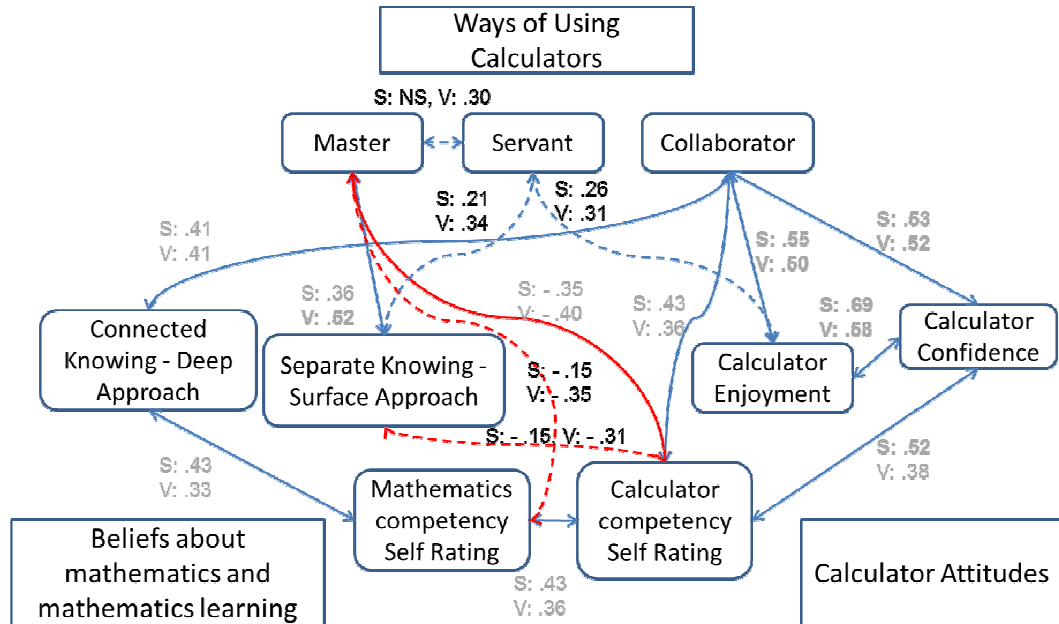 Ways of Using
Calculators
S: NS, V: .30
Master
Servant
Collaborator
S: .21
V: .34
S: .26
V: .31
S: .41
V: .41
S: .55
V: .50
S: .53
V: .52
S: .36
V: .52
S: - .35
V: - .40
S: .43
V: .36
S: .69
V: .58
Connected
Knowing - Deep
Approach
Separate Knowing -
Surface Approach
Calculator
Enjoyment
Calculator
Confidence
S: - .15
V: - .35
S: - .15, V: - .31
S: .43
V: .33
S: .52
V: .38
Mathematics
competency
Self Rating
Calculator
competency
Self Rating
S: .43
V: .36
Beliefs about
mathematics and
mathematics learning
Calculator Attitudes